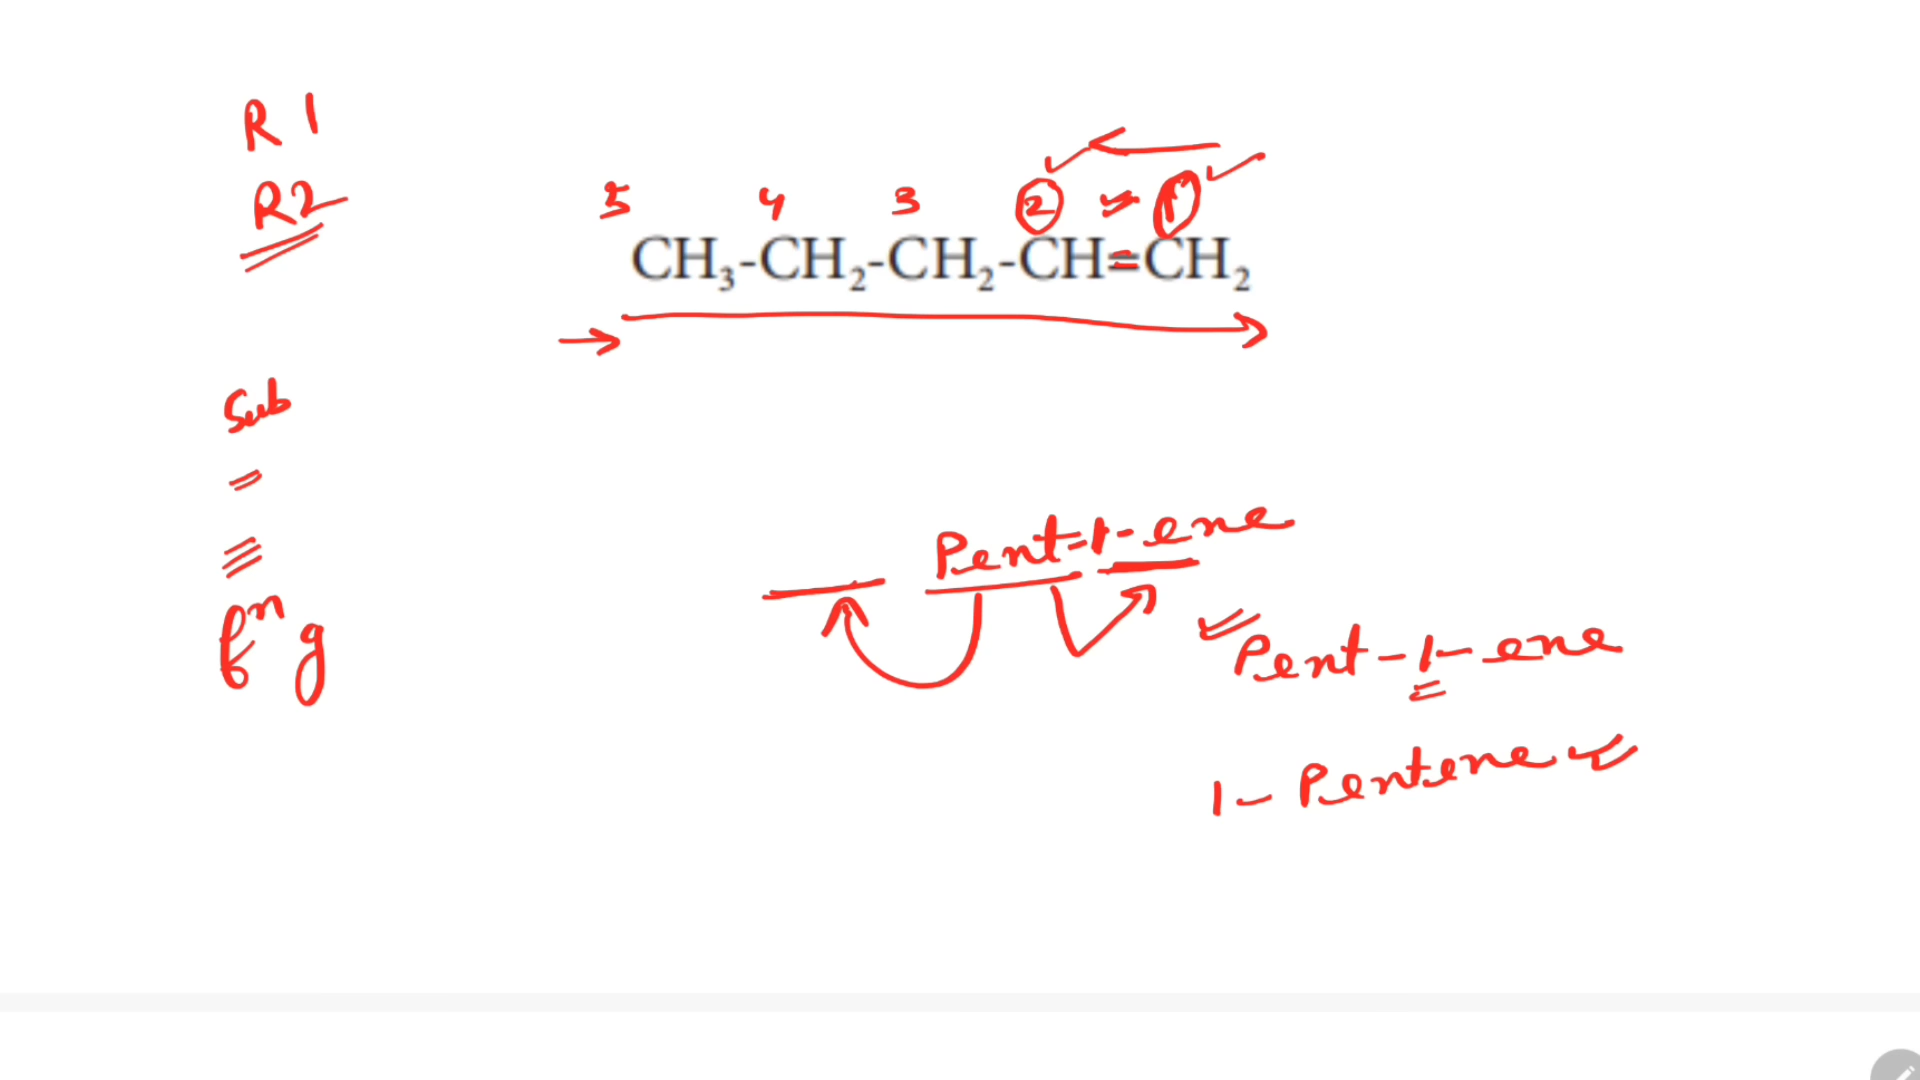 R 1
R2
5 4 3 2 1
CH₃-CH₂-CH₂-CH=CH₂
Sub
=
≡
fⁿ g
Pent-1-ene
Pent-1-ene
1-Pentene